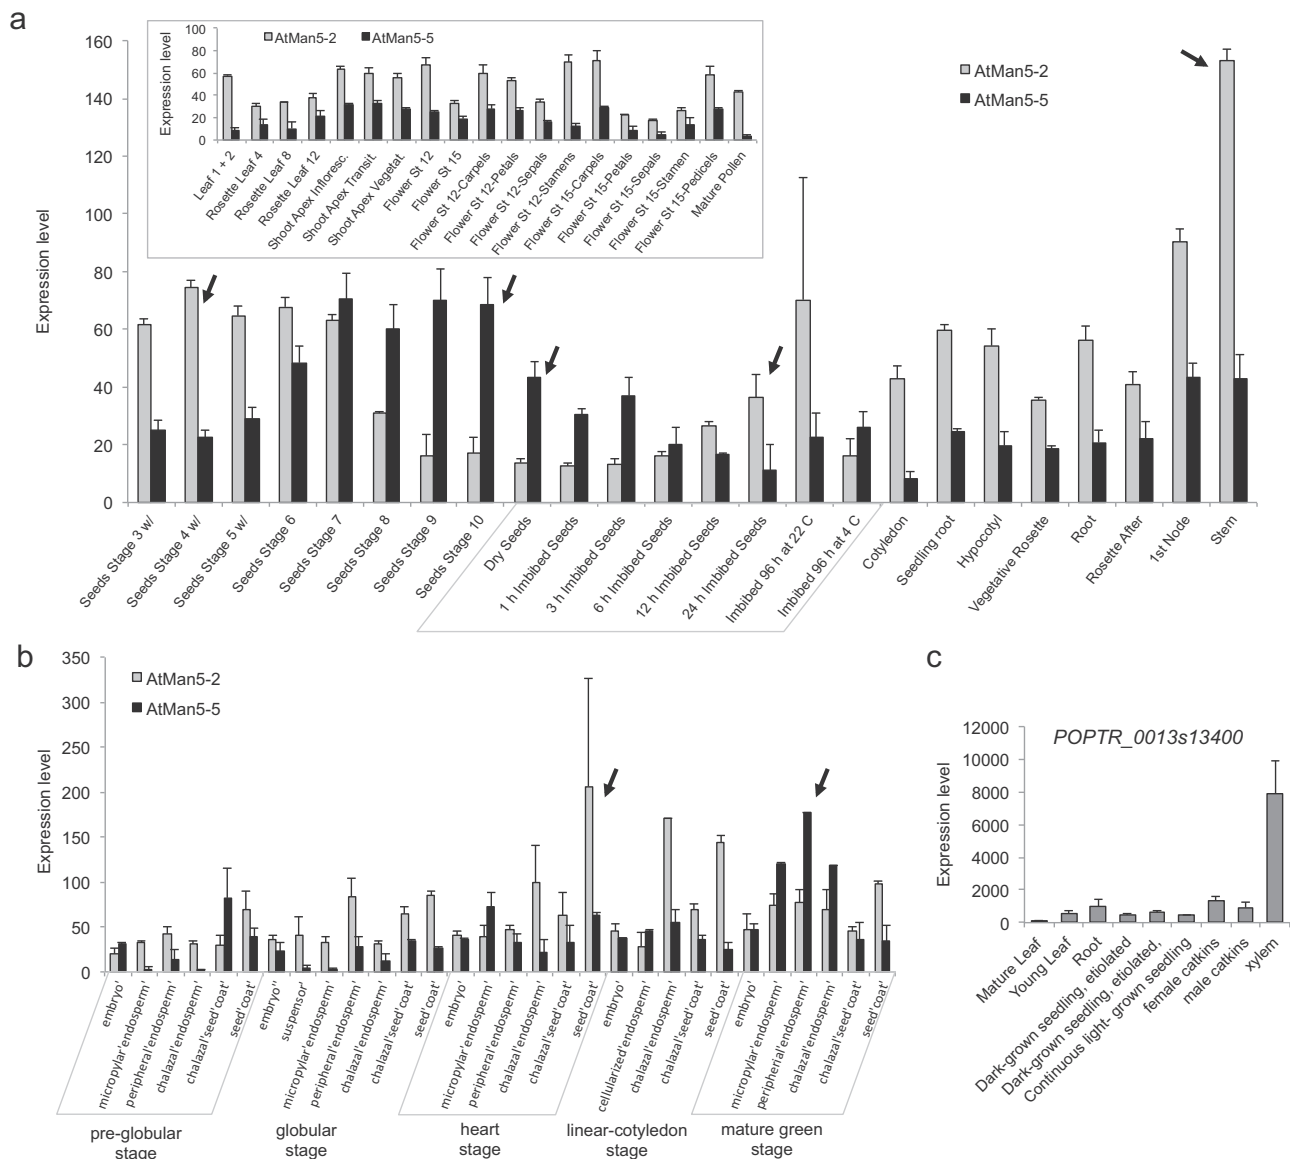 a
Expression level
160
140
120
100
80
60
40
20
0
AtMan5-2
AtMan5-5
Expression level
100
80
60
40
20
0
AtMan5-2
AtMan5-5
Leaf 1 + 2
Rosette Leaf 4
Rosette Leaf 8
Rosette Leaf 12
Shoot Apex Infloresc.
Shoot Apex Transit.
Shoot Apex Vegetat.
Flower St 12
Flower St 15
Flower St 12-Carpels
Flower St 12-Petals
Flower St 12-Sepals
Flower St 12-Stamens
Flower St 15-Carpels
Flower St 15-Petals
Flower St 15-Sepals
Flower St 15-Stamen
Flower St 15-Pedicels
Mature Pollen
Seeds Stage 3 w/
Seeds Stage 4 w/
Seeds Stage 5 w/
Seeds Stage 6
Seeds Stage 7
Seeds Stage 8
Seeds Stage 9
Seeds Stage 10
Dry Seeds
1 h Imbibed Seeds
3 h Imbibed Seeds
6 h Imbibed Seeds
12 h Imbibed Seeds
24 h Imbibed Seeds
Imbibed 96 h at 22 C
Imbibed 96 h at 4 C
Cotyledon
Seedling root
Hypocotyl
Vegetative Rosette
Root
Rosette After
1st Node
Stem
b
Expression level
350
300
250
200
150
100
50
0
AtMan5-2
AtMan5-5
embryo'
micropylar'endosperm'
peripheral'endosperm'
chalazal'endosperm'
chalazal'seed'coat'
seed'coat'
embryo''
suspensor'
micropylar'endosperm'
peripheral'endosperm'
chalazal'endosperm'
chalazal'seed'coat'
seed'coat'
embryo'
micropylar'endosperm'
peripheral'endosperm'
chalazal'endosperm'
chalazal'seed'coat'
seed'coat'
embryo'
cellularized'endosperm'
chalazal'endosperm'
chalazal'seed'coat'
seed'coat'
embryo'
micropylar'endosperm'
peripherial'endosperm'
chalazal'endosperm'
chalazal'seed'coat'
seed'coat'
pre-globular
stage
globular
stage
heart
stage
linear-cotyledon
stage
mature green
stage
c
Expression level
12000
10000
8000
6000
4000
2000
0
POPTR_0013s13400
Mature Leaf
Young Leaf
Root
Dark-grown seedling, etiolated
Dark-grown seedling, etiolated,
Continuous light- grown seedling
female catkins
male catkins
xylem